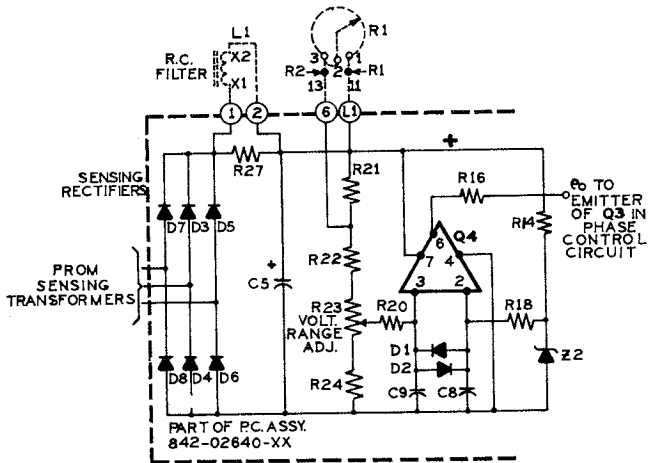 L1
R.C. FILTER
X2
X1
R1
3
1
2
R2
R1
13
11
1
2
6
L1
+
SENSING RECTIFIERS
R27
R21
R16
eo TO EMITTER OF Q3 IN PHASE CONTROL CIRCUIT
D7
D3
D5
R14
6
Q4
7
4
3
2
R22
FROM SENSING TRANSFORMERS
+
C5
R23
VOLT. RANGE ADJ.
R20
R18
D1
D2
Z2
R24
C9
C8
D8
D4
D6
PART OF P.C. ASSY.
842-02640-XX